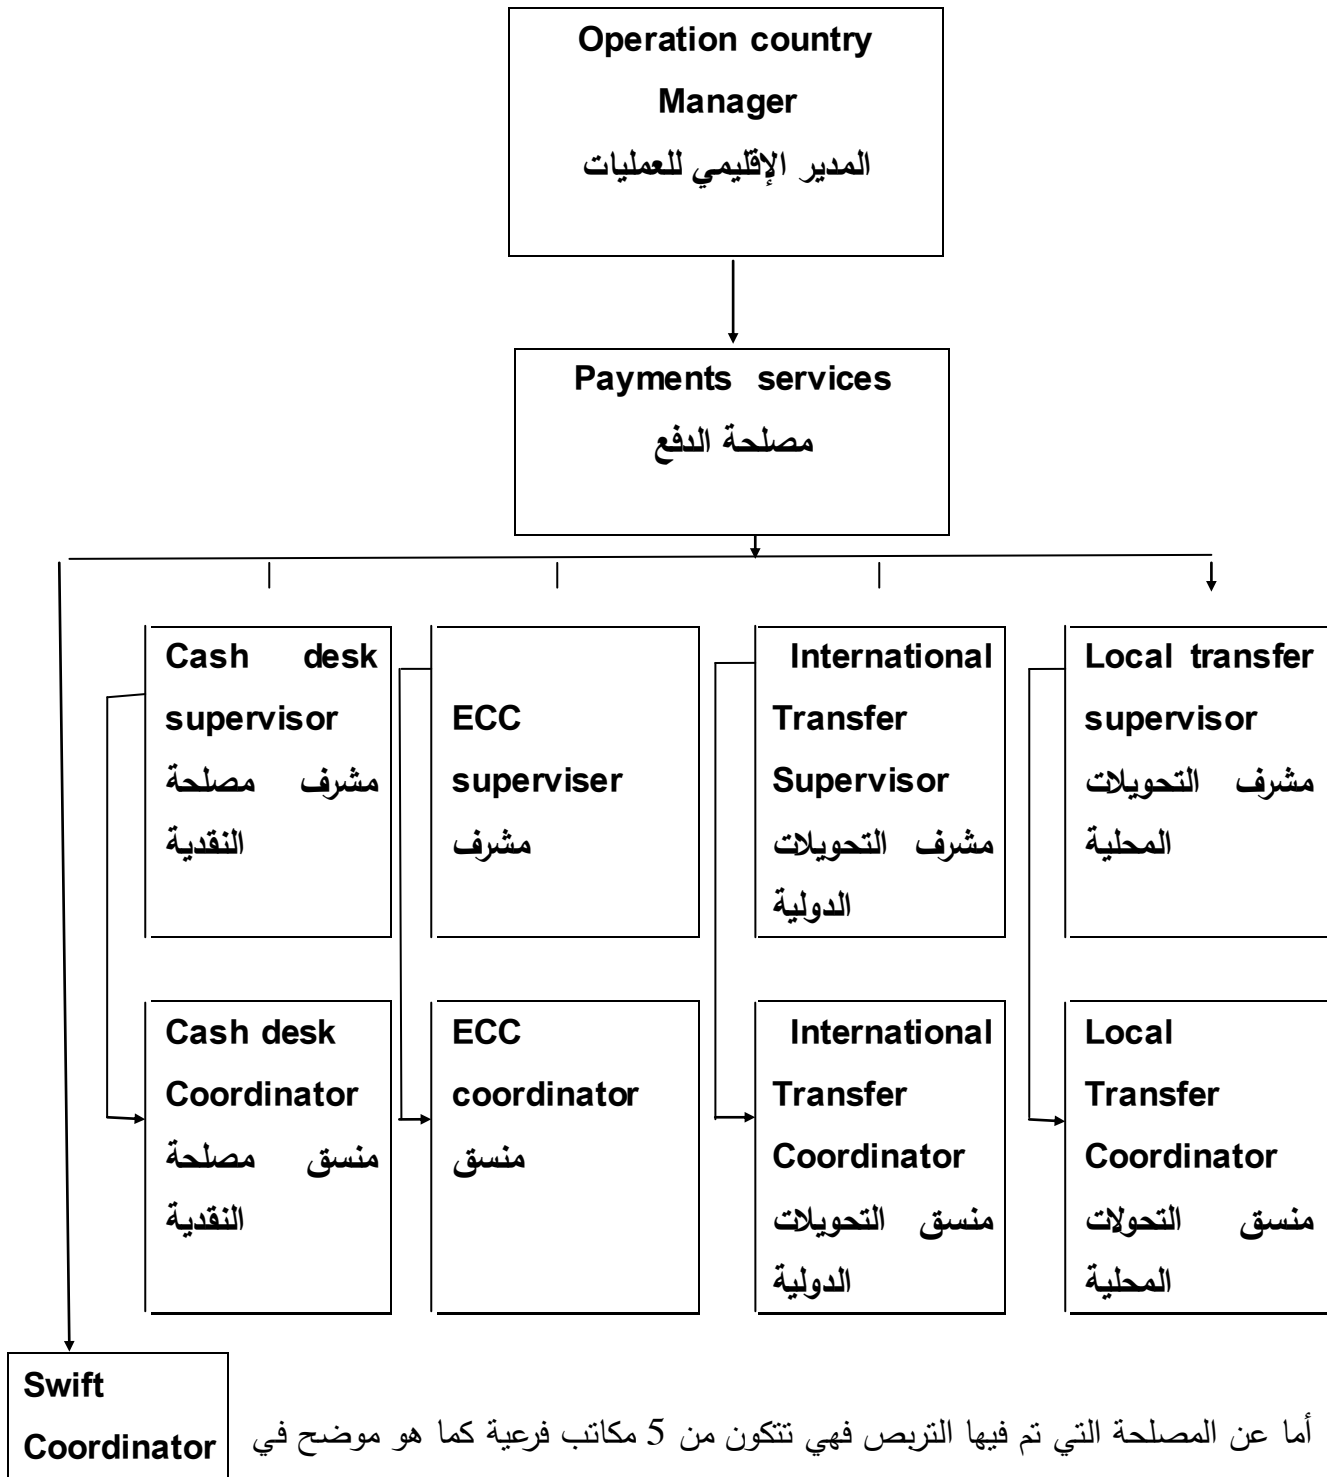 Operation country
Manager
المدير الإقليمي للعمليات
Payments services
مصلحة الدفع
Cash desk
supervisor
مشرف مصلحة
النقدية
ECC
superviser
مشرف
International
Transfer
Supervisor
مشرف التحويلات
الدولية
Local transfer
supervisor
مشرف التحويلات
المحلية
Cash desk
Coordinator
منسق مصلحة
النقدية
ECC
coordinator
منسق
International
Transfer
Coordinator
منسق التحويلات
الدولية
Local
Transfer
Coordinator
منسق التحولات
المحلية
Swift
Coordinator
أما عن المصلحة التي تم فيها التربص فهي تتكون من 5 مكاتب فرعية كما هو موضح في